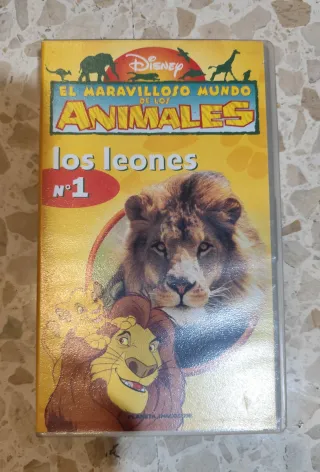 Disney
EL MARAVILLOSO MUNDO
DE LOS
ANIMALES
los leones
Nº1